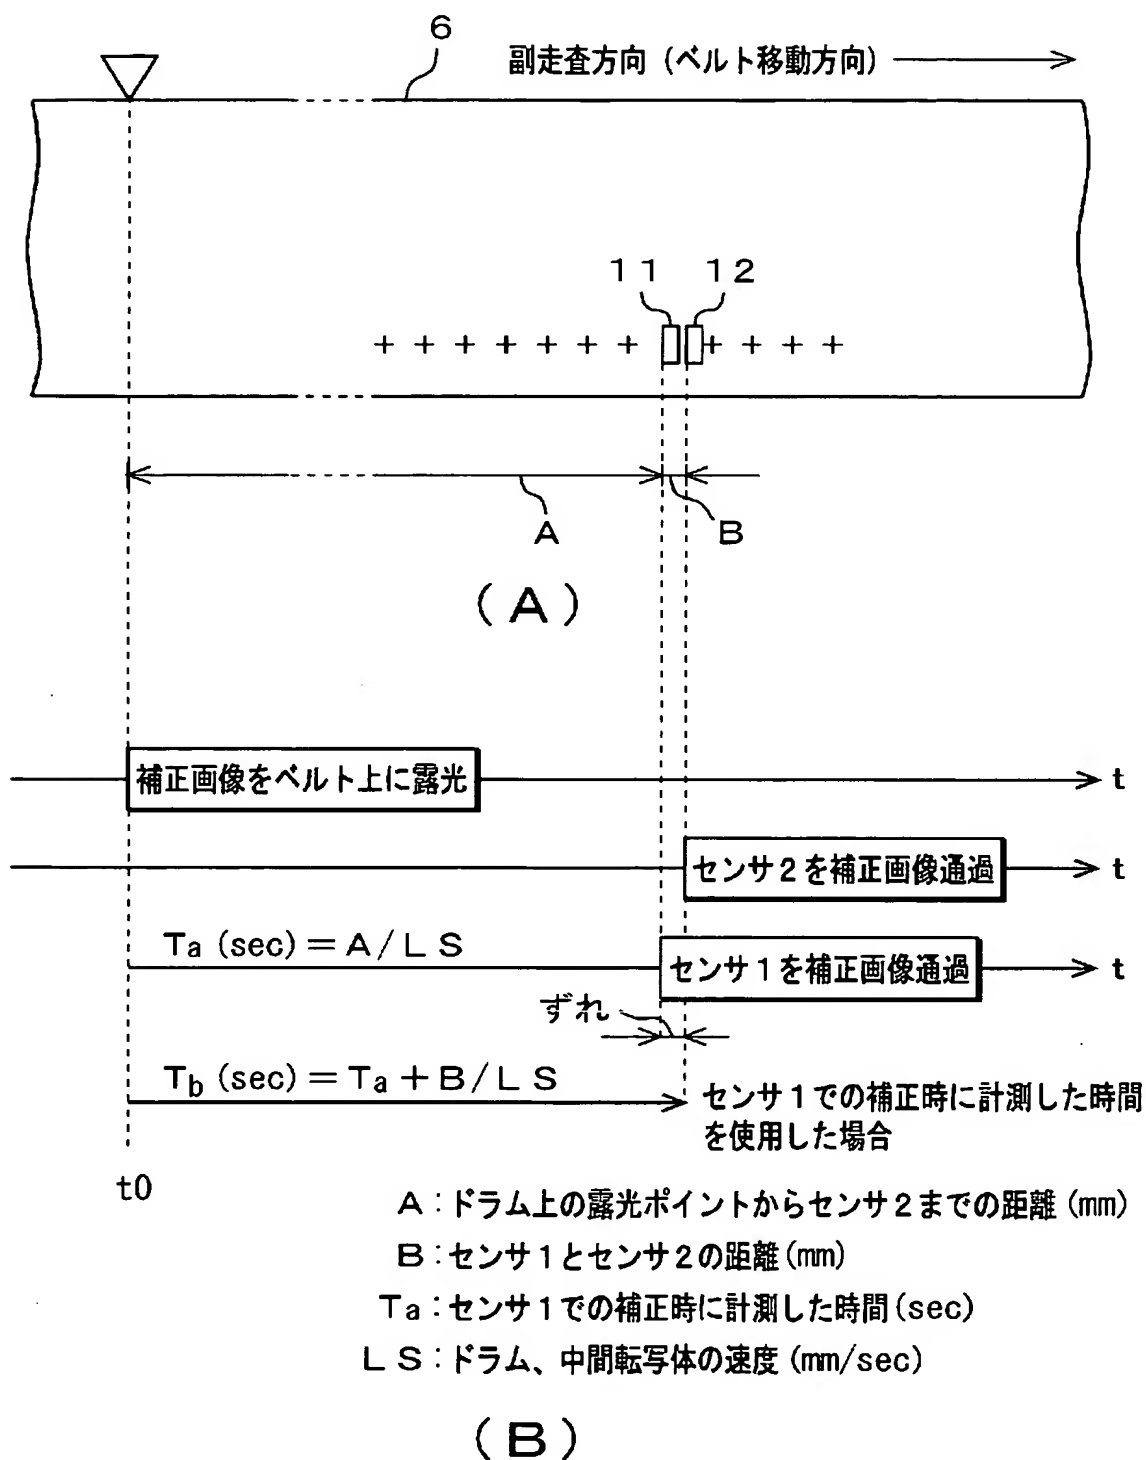 6
副走査方向(ベルト移動方向)
11 12
+ + + + + + + + + + +
A B
(A)
補正画像をベルト上に露光 t
センサ2を補正画像通過 t
Ta (sec) = A/LS
センサ1を補正画像通過 t
ずれ
Tb (sec) = Ta + B/LS
センサ1での補正時に計測した時間
を使用した場合
t0
A:ドラム上の露光ポイントからセンサ2までの距離(mm)
B:センサ1とセンサ2の距離(mm)
Ta:センサ1での補正時に計測した時間(sec)
LS:ドラム、中間転写体の速度(mm/sec)
(B)